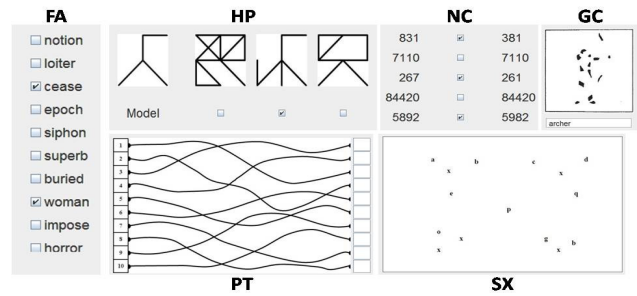 FA
HP
NC
GC
notion
loiter
cease
epoch
siphon
superb
buried
woman
impose
horror
Model
831 381
7110 7110
267 261
84420 84420
5892 5982
archer
1
2
3
4
5
6
7
8
9
10
a b c d
x x
e q
p
o x g b
x x
PT
SX